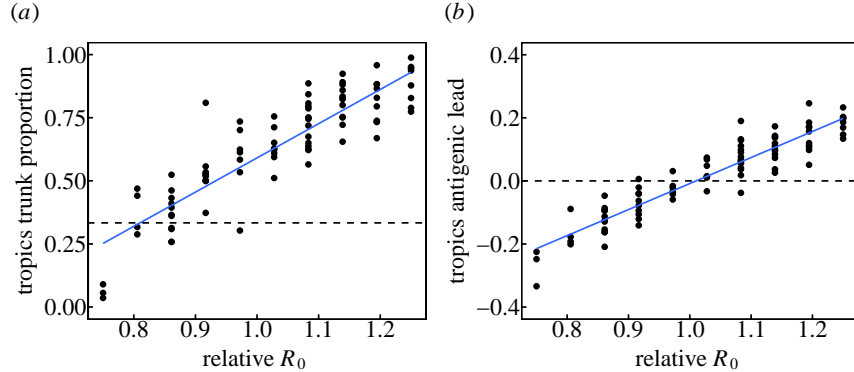 (a)
1.00
0.75
0.50
0.25
0.00
tropics trunk proportion
0.8 0.9 1.0 1.1 1.2
relative R0
(b)
0.4
0.2
0.0
−0.2
−0.4
tropics antigenic lead
0.8 0.9 1.0 1.1 1.2
relative R0